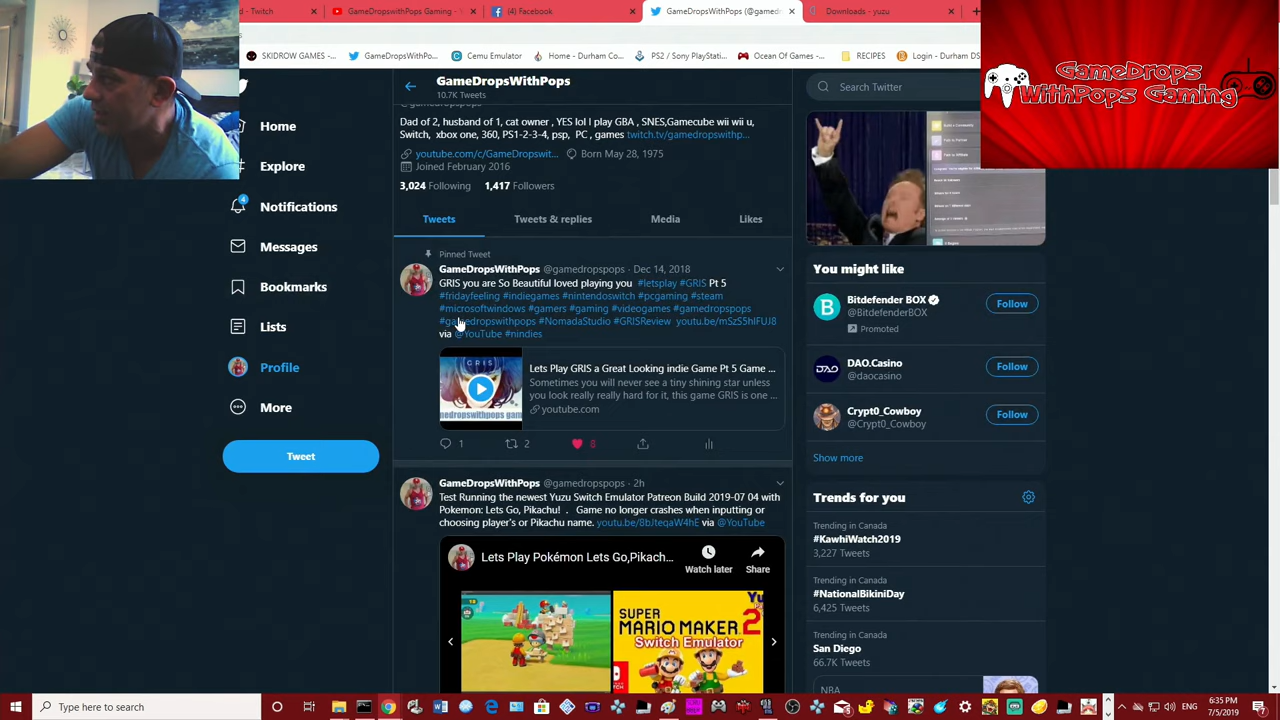 d - Twitch
GameDropsWithPops Gaming -
(4) Facebook
GameDropsWithPops (@gamed
Downloads - yuzu
SKIDROW GAMES -...
GameDropsWithPo...
Cemu Emulator
Home - Durham Co...
PS2 / Sony PlayStati...
Ocean Of Games -...
RECIPES
Login - Durham DS
GameDrops
WithPops Gaming
Home
Explore
4
Notifications
Messages
Bookmarks
Lists
Profile
More
Tweet
GameDropsWithPops
10.7K Tweets
@gamedropspops
Dad of 2, husband of 1, cat owner , YES lol I play GBA , SNES,Gamecube wii wii u,
Switch, xbox one, 360, PS1-2-3-4, psp, PC , games twitch.tv/gamedropswithp...
youtube.com/c/GameDropswit... Born May 28, 1975
Joined February 2016
3,024 Following 1,417 Followers
Tweets Tweets & replies Media Likes
Pinned Tweet
GameDropsWithPops @gamedropspops · Dec 14, 2018
GRIS you are So Beautiful loved playing you #letsplay #GRIS Pt 5
#fridayfeeling #indiegames #nintendoswitch #pcgaming #steam
#microsoftwindows #gamers #gaming #videogames #gamedropspops
#gamedropswithpops #NomadaStudio #GRISReview youtu.be/mSzS5hIFUJ8
via @YouTube #nindies
GRIS
edropswithpops gam
Lets Play GRIS a Great Looking indie Game Pt 5 Game ...
Sometimes you will never see a tiny shining star unless
you look really really hard for it, this game GRIS is one ...
youtube.com
1 2 8
GameDropsWithPops @gamedropspops · 2h
Test Running the newest Yuzu Switch Emulator Patreon Build 2019-07 04 with
Pokemon: Lets Go, Pikachu! . Game no longer crashes when inputting or
choosing player's or Pikachu name. youtu.be/8bJteqaW4hE via @YouTube
Lets Play Pokémon Lets Go,Pikach...
Watch later
Share
SUPER
MARIO MAKER 2
Switch Emulator
Search Twitter
You might like
Bitdefender BOX
@BitdefenderBOX
Promoted
Follow
DAO.Casino
@daocasino
Follow
Crypt0_Cowboy
@Crypt0_Cowboy
Follow
Show more
Trends for you
Trending in Canada
#KawhiWatch2019
3,227 Tweets
Trending in Canada
#NationalBikiniDay
6,425 Tweets
Trending in Canada
San Diego
66.7K Tweets
NBA
Type here to search
ENG
6:35 PM
7/5/2019